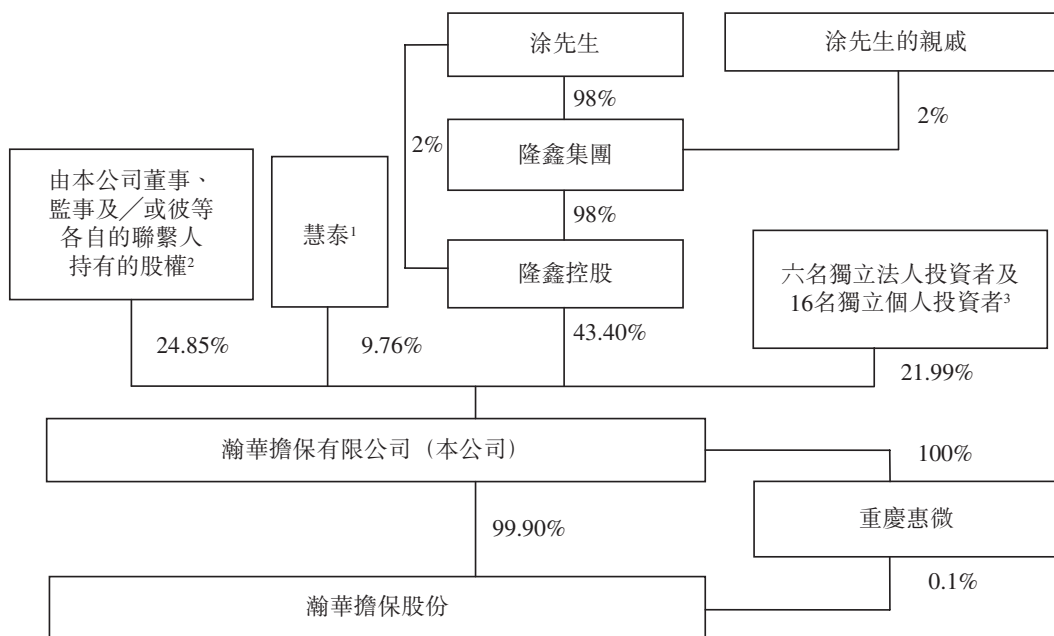 涂先生
涂先生的親戚
98%
2%
2%
隆鑫集團
由本公司董事、
監事及／或彼等
各自的聯繫人
持有的股權²
慧泰¹
98%
隆鑫控股
六名獨立法人投資者及
16名獨立個人投資者³
24.85%
9.76%
43.40%
21.99%
瀚華擔保有限公司（本公司）
100%
99.90%
重慶惠微
0.1%
瀚華擔保股份